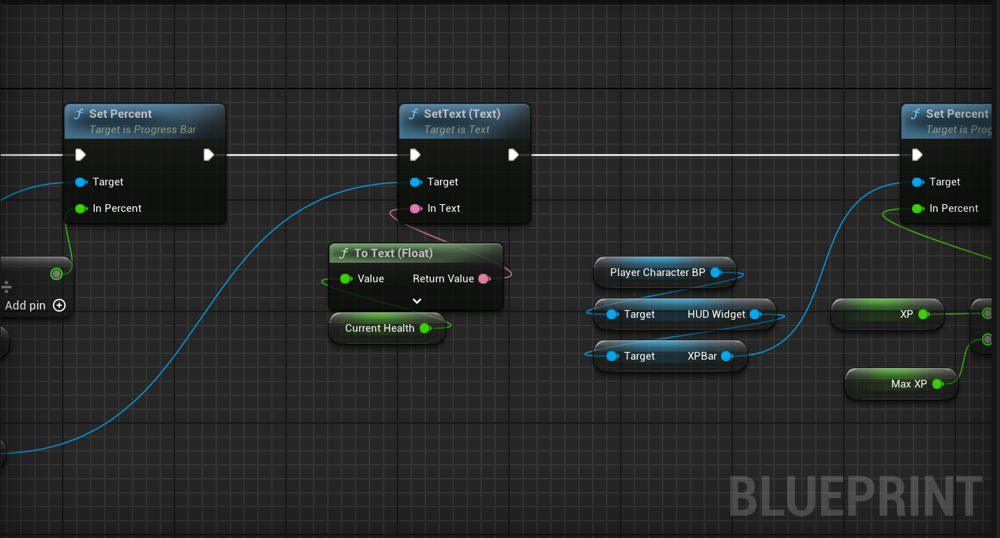 Set Percent
Target is Progress Bar
Target
In Percent
Add pin
SetText (Text)
Target is Text
Target
In Text
To Text (Float)
Value
Return Value
Current Health
Player Character BP
Target
HUD Widget
Target
XPBar
Set Percent
Target is Prog
Target
In Percent
XP
Max XP
BLUEPRINT